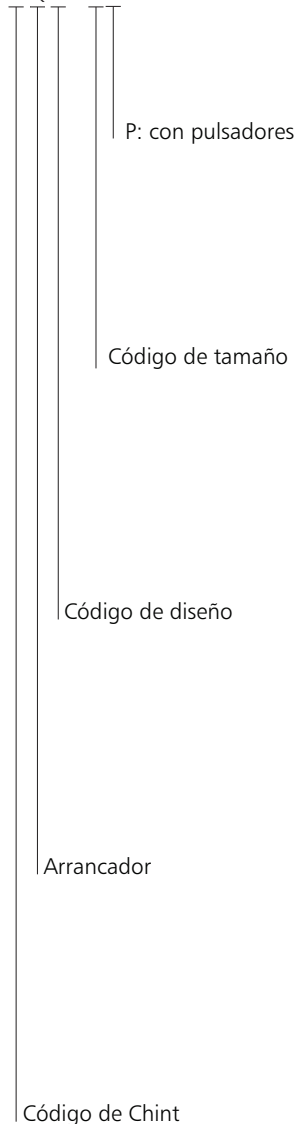 P: con pulsadores
Código de tamaño
Código de diseño
Arrancador
Código de Chint